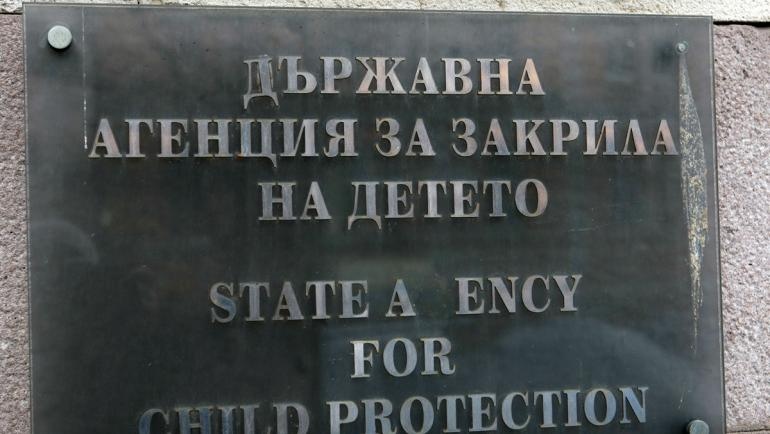 ДЪРЖАВНА
АГЕНЦИЯ ЗА ЗАКРИЛА
НА ДЕТЕТО
STATE A ENCY
FOR
CHILD PROTECTION